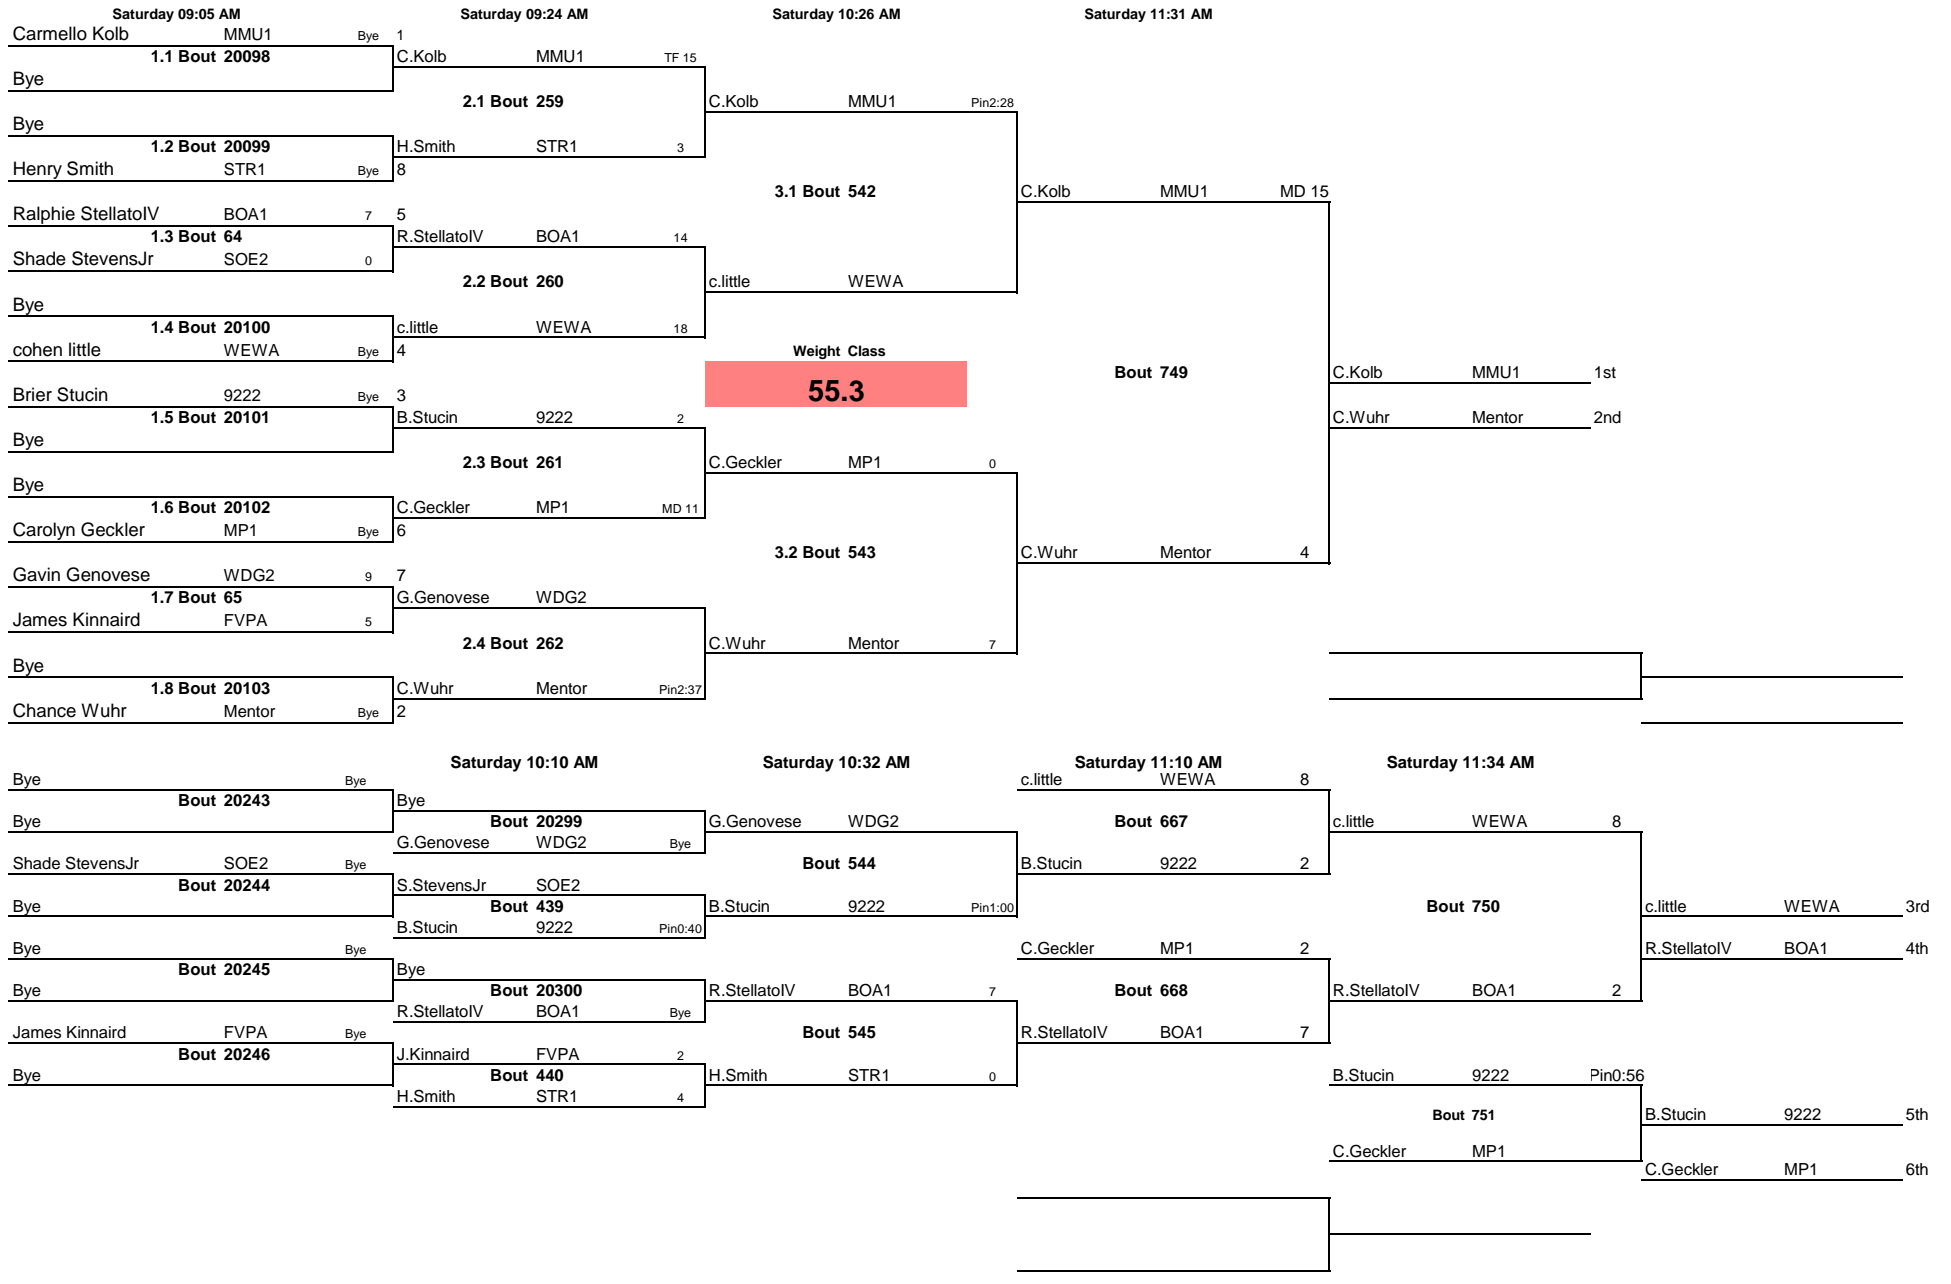 Saturday 09:05 AM Saturday 09:24 AM Saturday 10:26 AM Saturday 11:31 AM
Carmello Kolb MMU1 Bye 1
1.1 Bout 20098 C.Kolb MMU1 TF 15
Bye
2.1 Bout 259 C.Kolb MMU1 Pin2:28
Bye
1.2 Bout 20099 H.Smith STR1 3
Henry Smith STR1 Bye 8
3.1 Bout 542 C.Kolb MMU1 MD 15
Ralphie StellatoIV BOA1 7 5
1.3 Bout 64 R.StellatoIV BOA1 14
Shade StevensJr SOE2 0
2.2 Bout 260 c.little WEWA
Bye
1.4 Bout 20100 c.little WEWA 18
cohen little WEWA Bye 4 Weight Class
Bout 749 C.Kolb MMU1 1st
Brier Stucin 9222 Bye 3 55.3
1.5 Bout 20101 B.Stucin 9222 2 C.Wuhr Mentor 2nd
Bye
2.3 Bout 261 C.Geckler MP1 0
Bye
1.6 Bout 20102 C.Geckler MP1 MD 11
Carolyn Geckler MP1 Bye 6
3.2 Bout 543 C.Wuhr Mentor 4
Gavin Genovese WDG2 9 7
1.7 Bout 65 G.Genovese WDG2
James Kinnaird FVPA 5
2.4 Bout 262 C.Wuhr Mentor 7
Bye
1.8 Bout 20103 C.Wuhr Mentor Pin2:37
Chance Wuhr Mentor Bye 2
Saturday 10:10 AM Saturday 10:32 AM Saturday 11:10 AM Saturday 11:34 AM
Bye Bye c.little WEWA 8
Bout 20243 Bye
Bye Bout 20299 G.Genovese WDG2 Bout 667 c.little WEWA 8
G.Genovese WDG2 Bye
Shade StevensJr SOE2 Bye Bout 544 B.Stucin 9222 2
Bout 20244 S.StevensJr SOE2
Bye Bout 439 B.Stucin 9222 Pin1:00 Bout 750 c.little WEWA 3rd
B.Stucin 9222 Pin0:40
Bye Bye C.Geckler MP1 2 R.StellatoIV BOA1 4th
Bout 20245 Bye
Bye Bout 20300 R.StellatoIV BOA1 7 Bout 668 R.StellatoIV BOA1 2
R.StellatoIV BOA1 Bye
James Kinnaird FVPA Bye Bout 545 R.StellatoIV BOA1 7
Bout 20246 J.Kinnaird FVPA 2
Bye Bout 440 H.Smith STR1 0 B.Stucin 9222 Pin0:56
H.Smith STR1 4
Bout 751 B.Stucin 9222 5th
C.Geckler MP1
C.Geckler MP1 6th